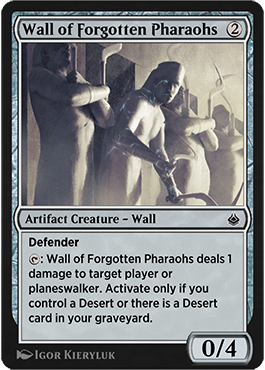 Wall of Forgotten Pharaohs 2
Artifact Creature – Wall
Defender
: Wall of Forgotten Pharaohs deals 1
damage to target player or
planeswalker. Activate only if you
control a Desert or there is a Desert
card in your graveyard.
Igor Kieryluk
0/4